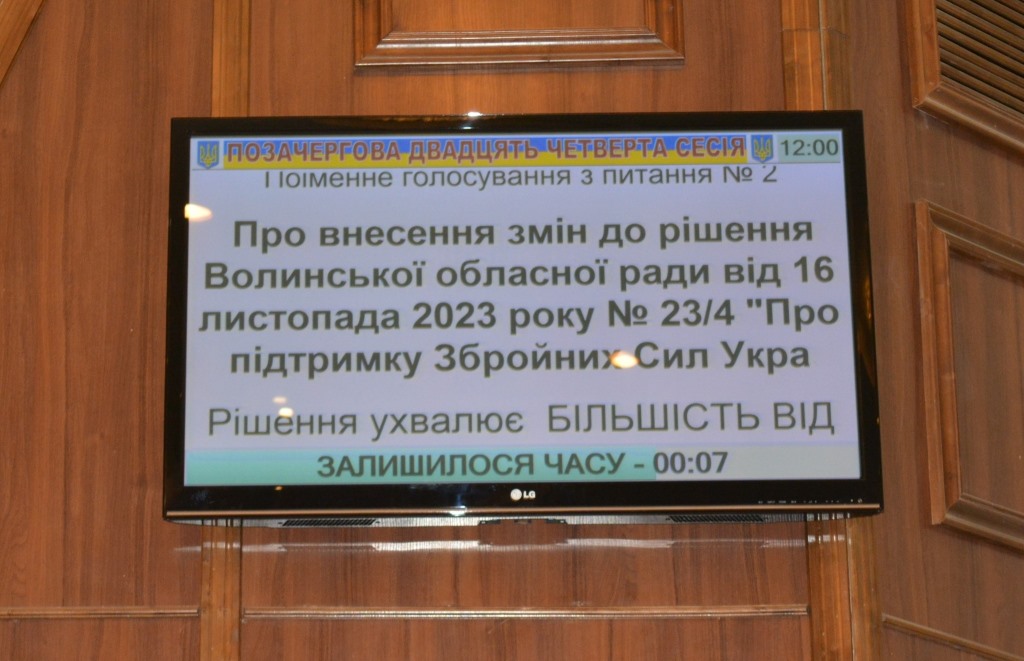 ПОЗАЧЕРГОВА ДВАДЦЯТЬ ЧЕТВЕРТА СЕСІЯ 12:00
Поіменне голосування з питання № 2
Про внесення змін до рішення
Волинської обласної ради від 16
листопада 2023 року № 23/4 "Про
підтримку Збройних Сил Укра
Рішення ухвалює БІЛЬШІСТЬ ВІД
ЗАЛИШИЛОСЯ ЧАСУ - 00:07
LG